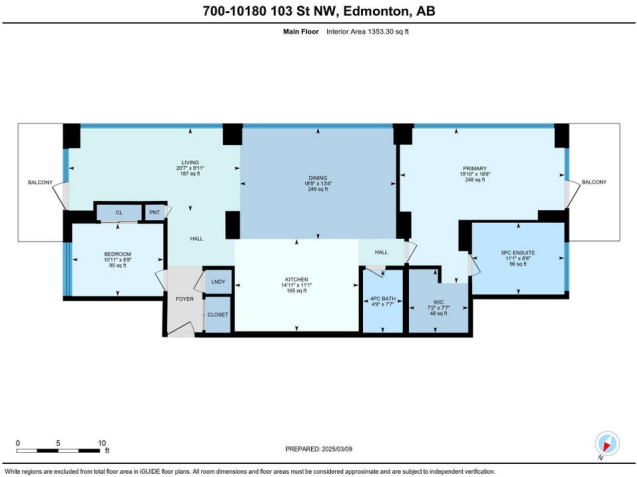 700-10180 103 St NW, Edmonton, AB
Main Floor Interior Area 1353.30 sq ft
LIVING
20'7" x 9'11"
187 sq ft
DINING
18'9" x 13'4"
249 sq ft
PRIMARY
19'10" x 16'8"
248 sq ft
BALCONY
BALCONY
CL
PNT
HALL
BEDROOM
10'11" x 8'8"
95 sq ft
HALL
5PC ENSUITE
11'1" x 8'8"
96 sq ft
LNDY
KITCHEN
14'11" x 11'1"
165 sq ft
FOYER
4PC BATH
4'9" x 7'7"
WIC
7'2" x 7'7"
48 sq ft
CLOSET
0 5 10
ft
PREPARED: 2025/03/09
N
White regions are excluded from total floor area in iGUIDE floor plans. All room dimensions and floor areas must be considered approximate and are subject to independent verification.